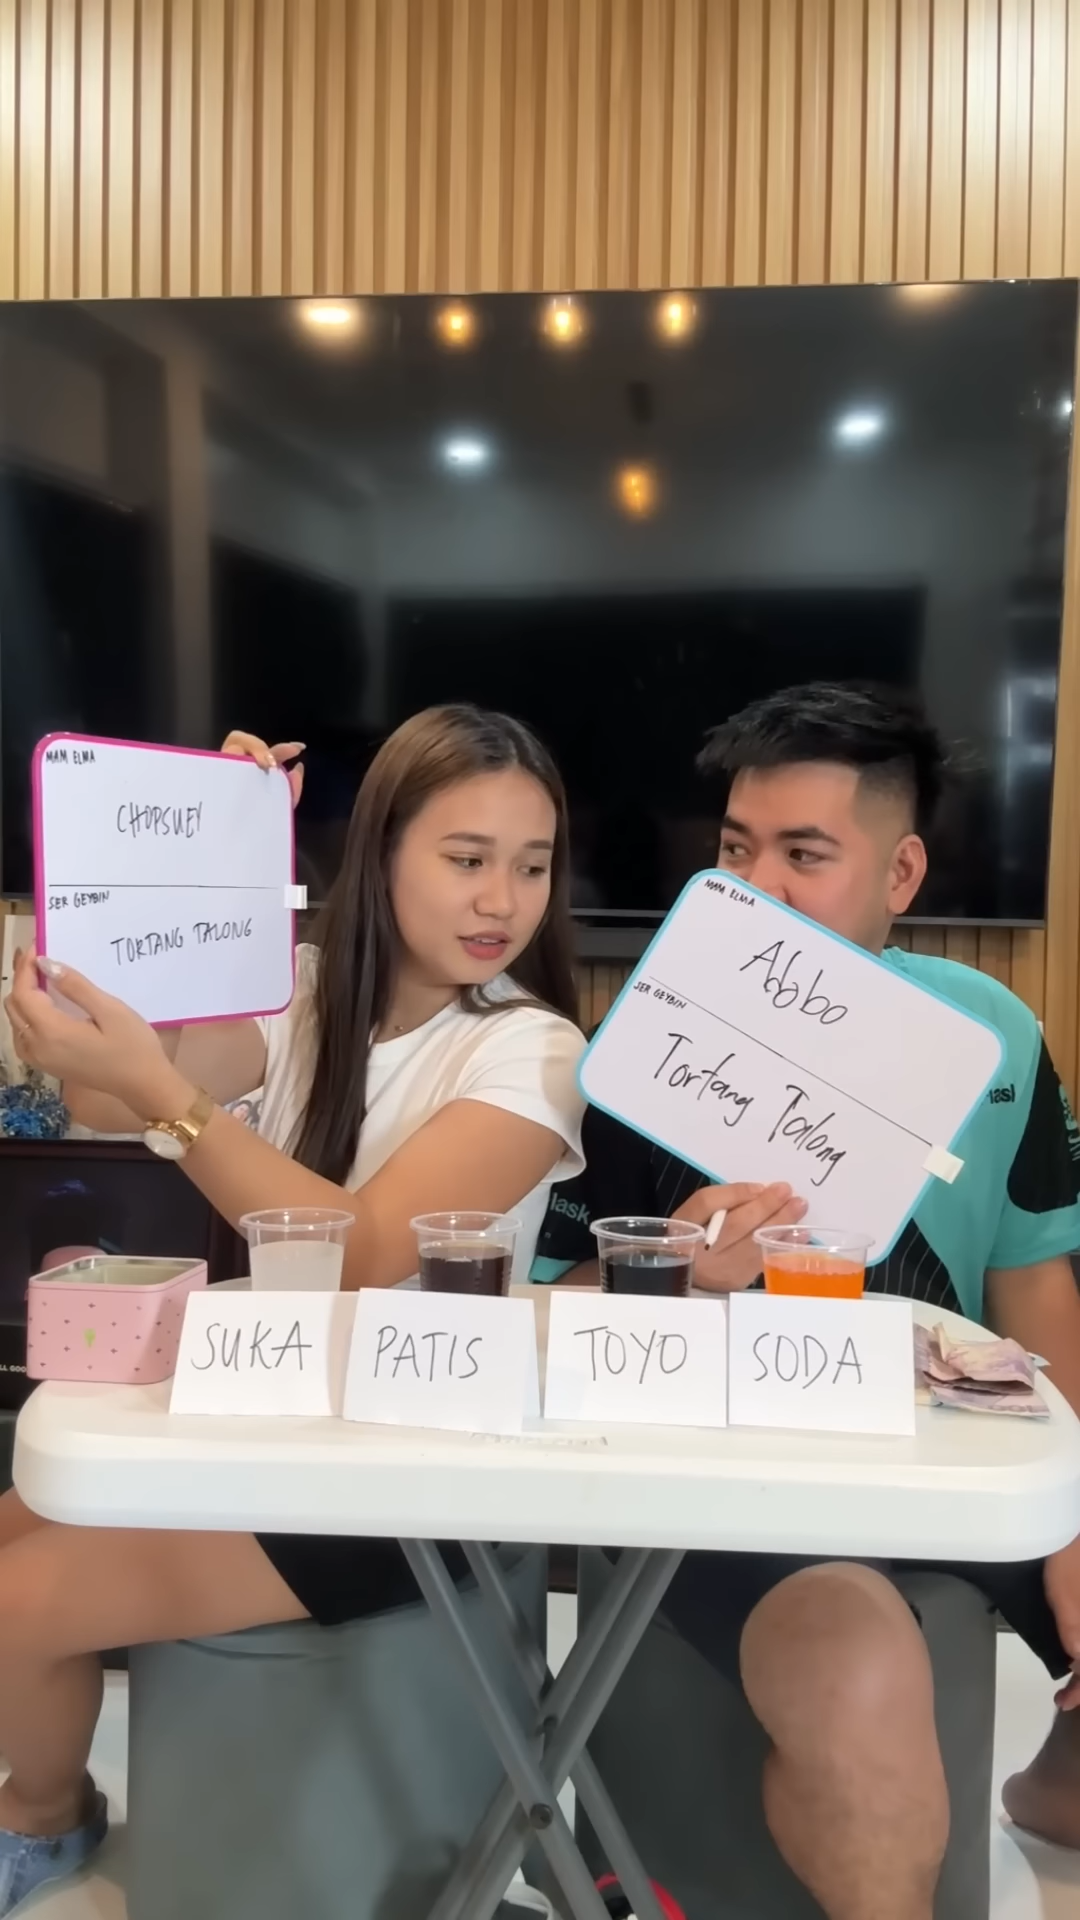 MAM ELMA
CHOPSUEY
SER GEYBIN
TORTANG TALONG
MAM ELMA
Adobo
SER GEYBIN
Tortang Talong
SUKA
PATIS
TOYO
SODA